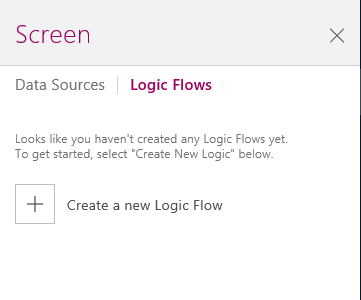 Screen
Data Sources Logic Flows
Looks like you haven't created any Logic Flows yet.
To get started, select "Create New Logic" below.
Create a new Logic Flow